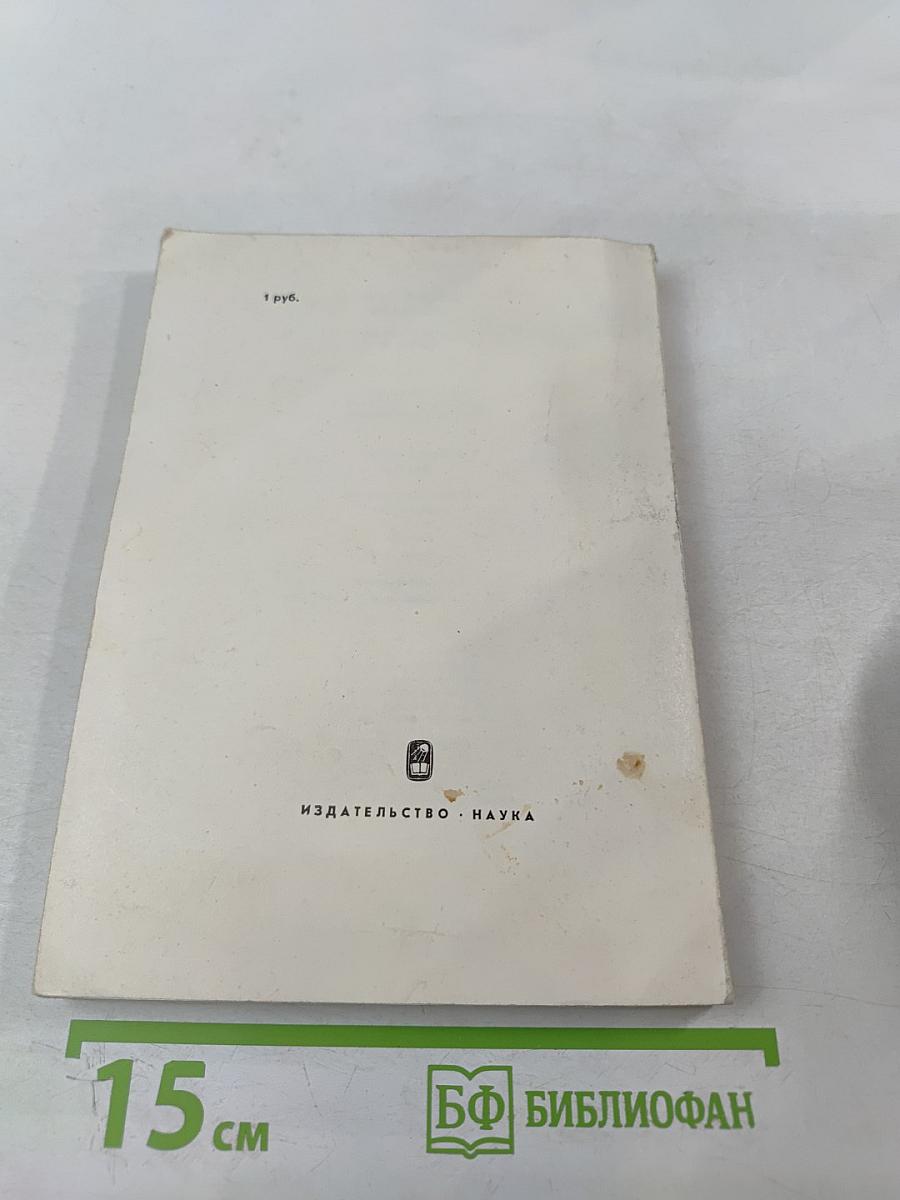 1 руб.
ИЗДАТЕЛЬСТВО · НАУКА
15 см
БФ БИБЛИОФАН